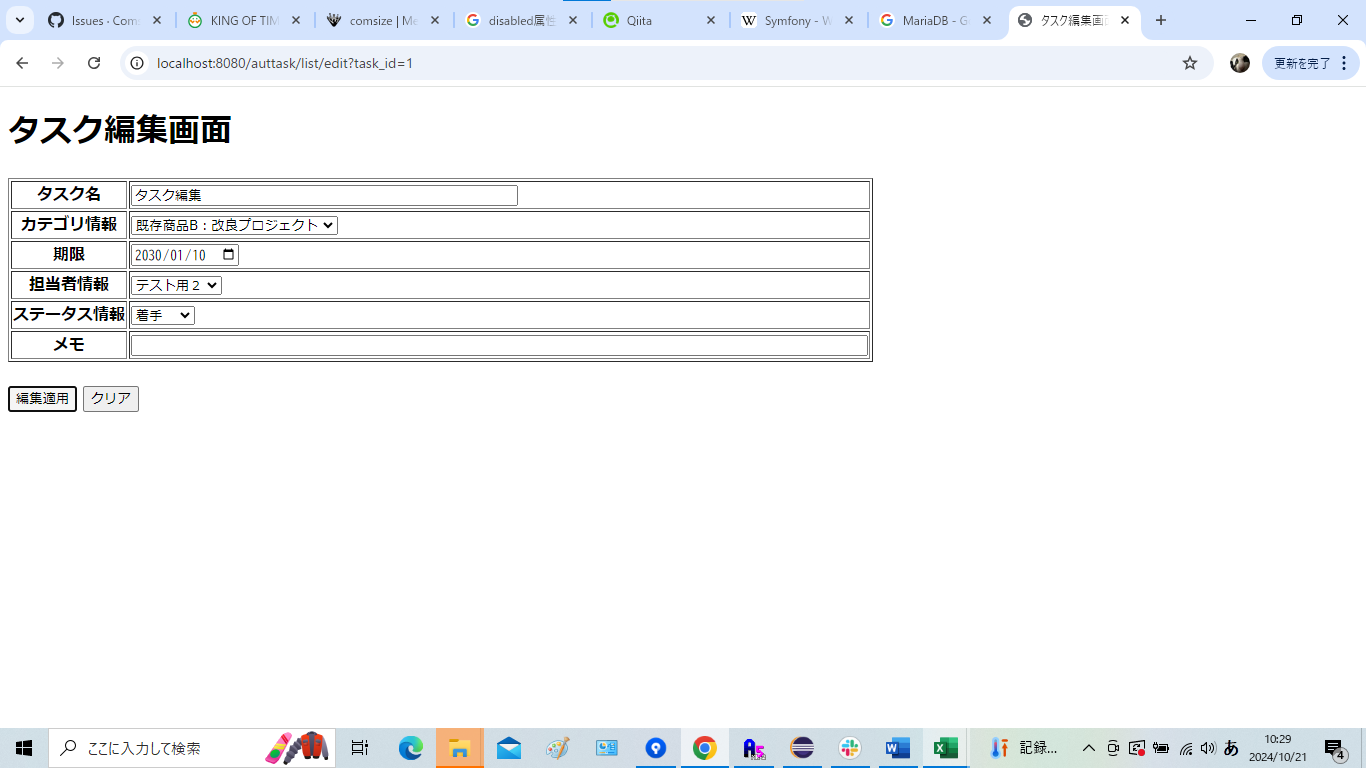 Issues · Com
KING OF TIM
comsize | Me
disabled属性
Qiita
Symfony - W
MariaDB - G
タスク編集画
localhost:8080/auttask/list/edit?task_id=1
更新を完了
タスク編集画面
タスク名 タスク編集
カテゴリ情報 既存商品B：改良プロジェクト
期限 2030/01/10
担当者情報 テスト用２
ステータス情報 着手
メモ
編集適用 クリア
ここに入力して検索
記録...
あ
10:29
2024/10/21
4